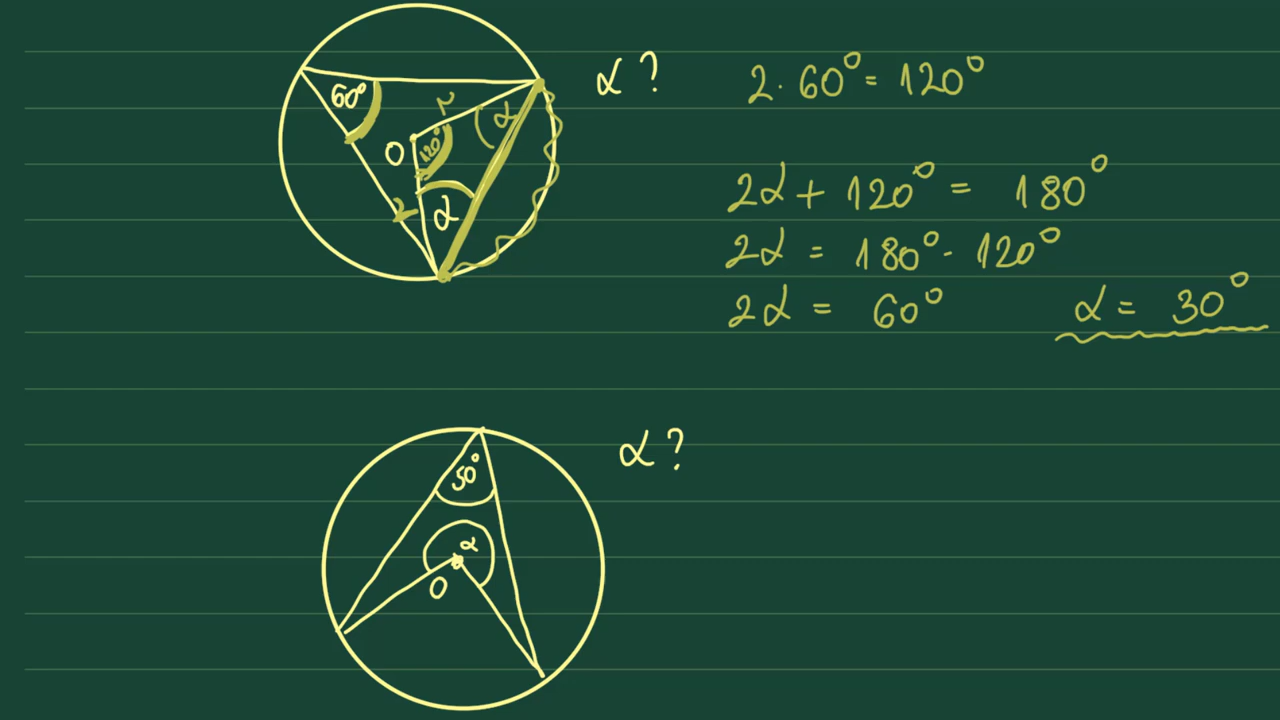 α ?
2 · 60° = 120°
60°
r
α
O
120°
r
α
2α + 120° = 180°
2α = 180° - 120°
2α = 60°
α = 30°
α ?
50°
α
O